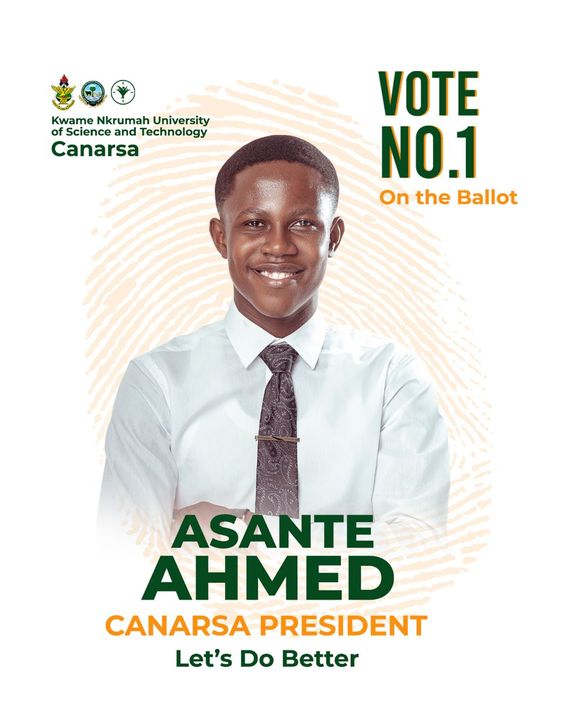 Kwame Nkrumah University
of Science and Technology
Canarsa
VOTE
NO.1
On the Ballot
ASANTE
AHMED
CANARSA PRESIDENT
Let's Do Better